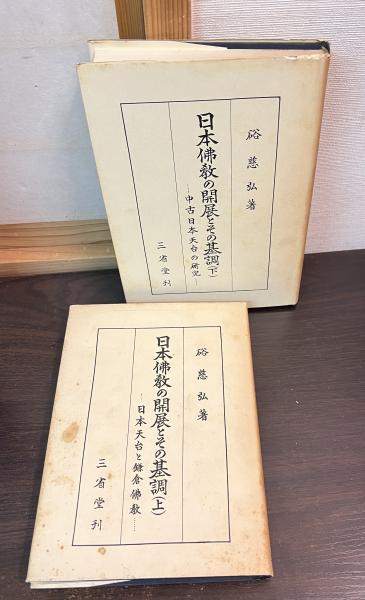 硲慈弘著
日本佛教の開展とその基調(下)
―中古日本天台の研究―
三省堂刊
硲慈弘著
日本佛教の開展とその基調(上)
―日本天台と鎌倉佛教―
三省堂刊